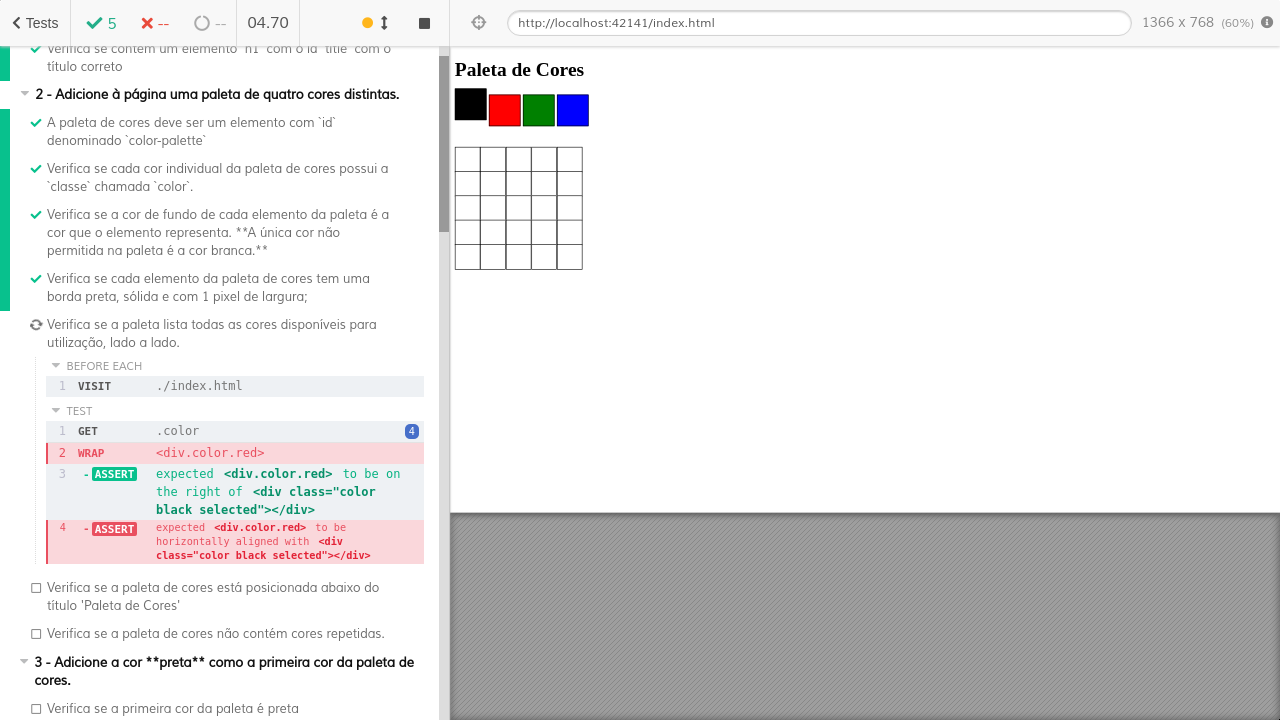 Tests
5
--
--
04.70
http://localhost:42141/index.html
1366 x 768 (60%)
Verifica se contém um elemento `h1` com o id `title` com o
título correto
2 - Adicione à página uma paleta de quatro cores distintas.
A paleta de cores deve ser um elemento com `id`
denominado `color-palette`
Verifica se cada cor individual da paleta de cores possui a
`classe` chamada `color`.
Verifica se a cor de fundo de cada elemento da paleta é a
cor que o elemento representa. **A única cor não
permitida na paleta é a cor branca.**
Verifica se cada elemento da paleta de cores tem uma
borda preta, sólida e com 1 pixel de largura;
Verifica se a paleta lista todas as cores disponíveis para
utilização, lado a lado.
BEFORE EACH
1 VISIT ./index.html
TEST
1 GET .color 4
2 WRAP <div.color.red>
3 -ASSERT expected <div.color.red> to be on
the right of <div class="color
black selected"></div>
4 -ASSERT expected <div.color.red> to be
horizontally aligned with <div
class="color black selected"></div>
Verifica se a paleta de cores está posicionada abaixo do
título 'Paleta de Cores'
Verifica se a paleta de cores não contém cores repetidas.
3 - Adicione a cor **preta** como a primeira cor da paleta de
cores.
Verifica se a primeira cor da paleta é preta
Paleta de Cores